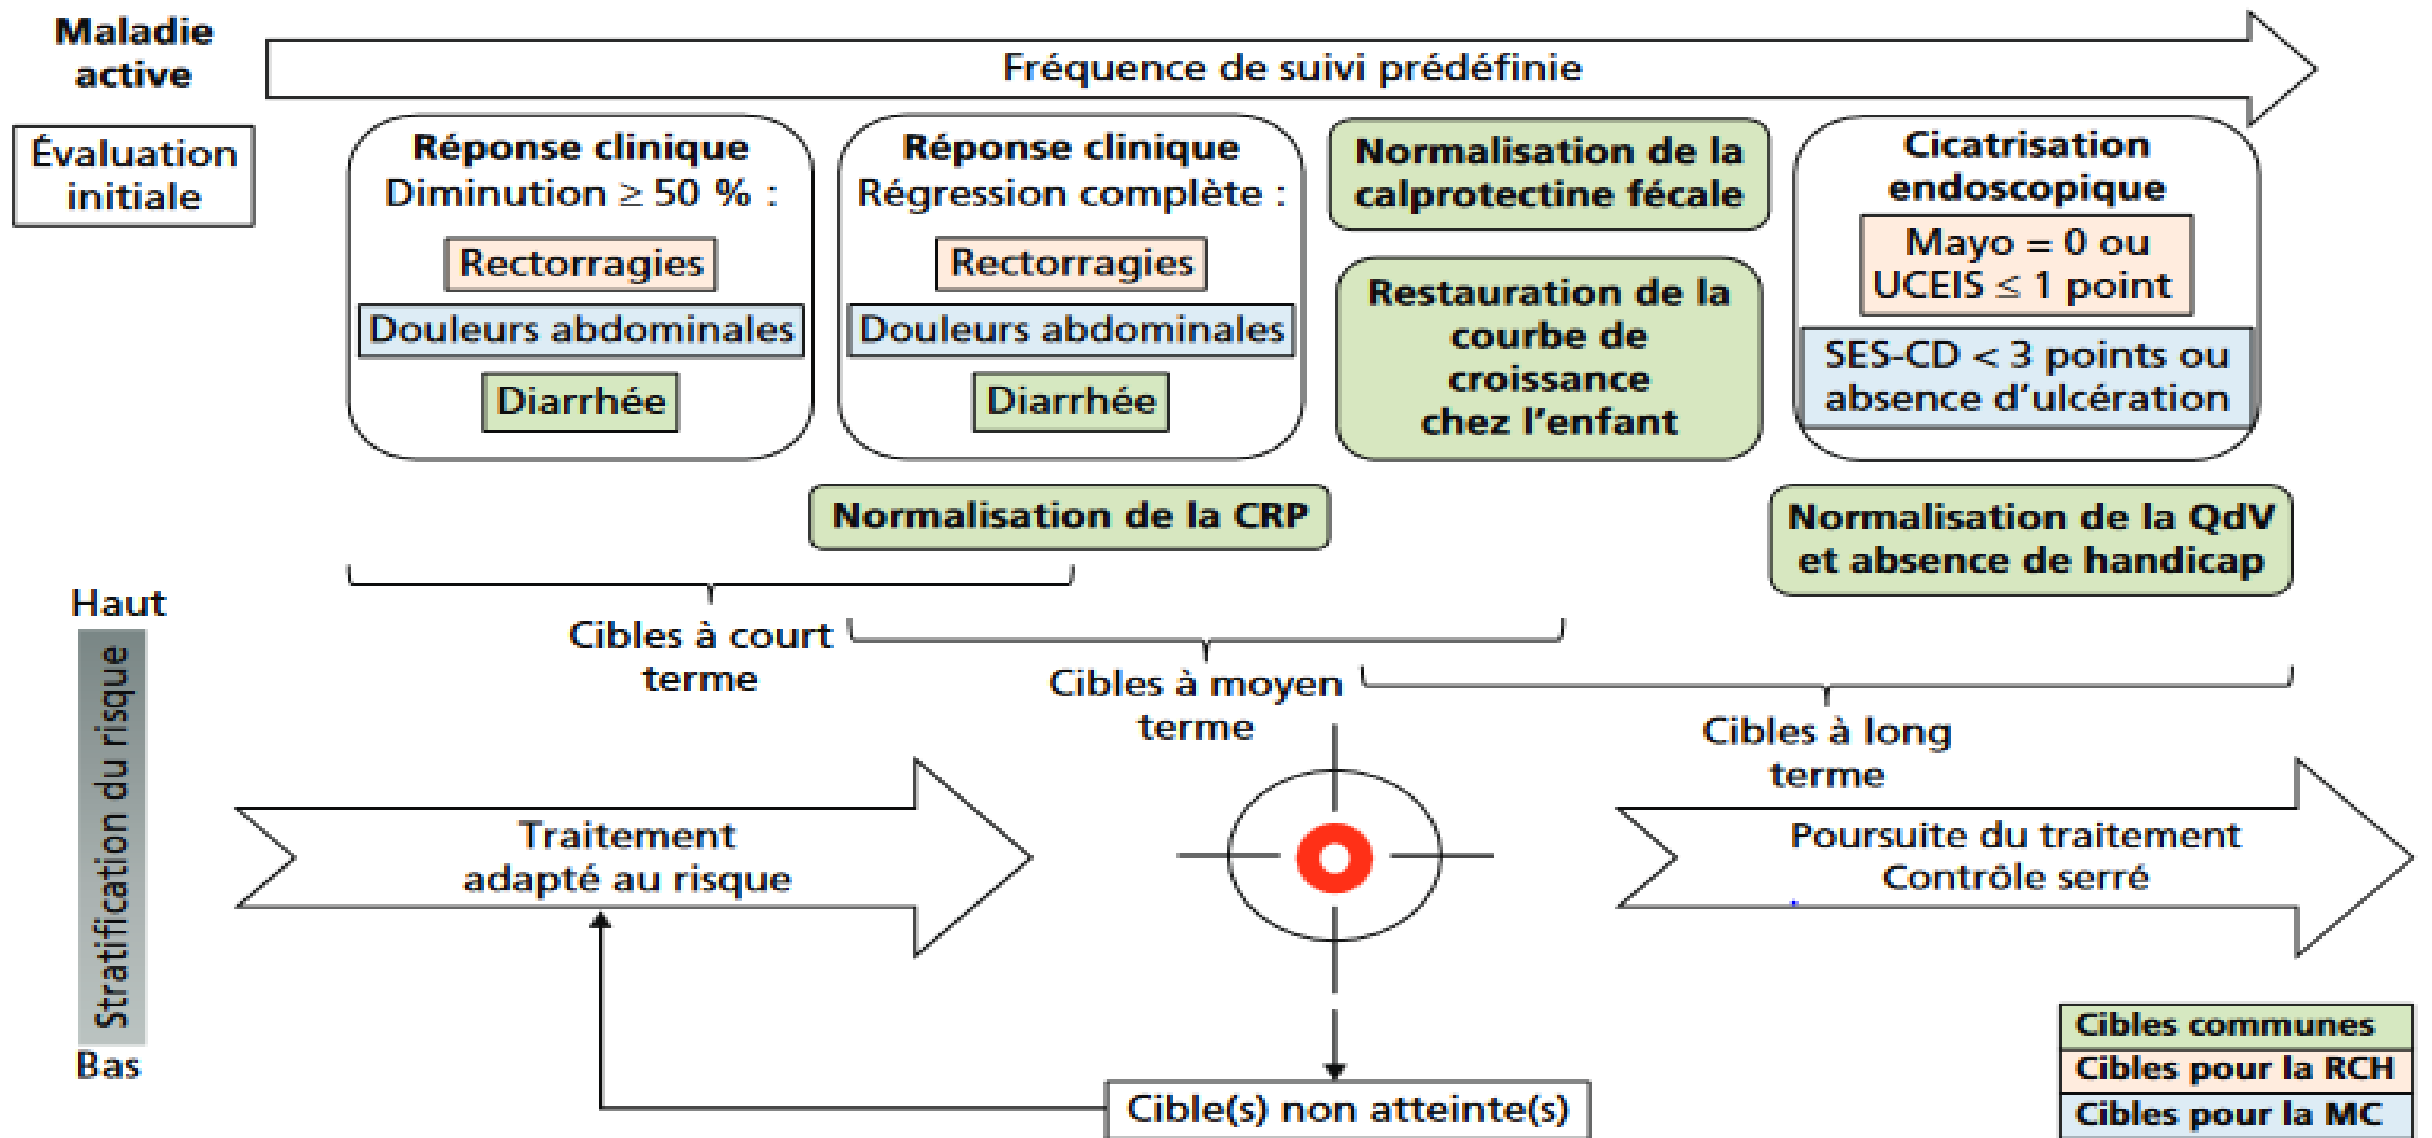 Maladie
active
Fréquence de suivi prédéfinie
Évaluation
initiale
Réponse clinique
Diminution ≥ 50 % :
Rectorragies
Douleurs abdominales
Diarrhée
Réponse clinique
Régression complète :
Rectorragies
Douleurs abdominales
Diarrhée
Normalisation de la
calprotectine fécale
Restauration de la
courbe de
croissance
chez l’enfant
Cicatrisation
endoscopique
Mayo = 0 ou
UCEIS ≤ 1 point
SES-CD < 3 points ou
absence d’ulcération
Normalisation de la CRP
Normalisation de la QdV
et absence de handicap
Cibles à court
terme
Cibles à moyen
terme
Cibles à long
terme
Haut
Stratification du risque
Bas
Traitement
adapté au risque
Poursuite du traitement
Contrôle serré
Cible(s) non atteinte(s)
Cibles communes
Cibles pour la RCH
Cibles pour la MC